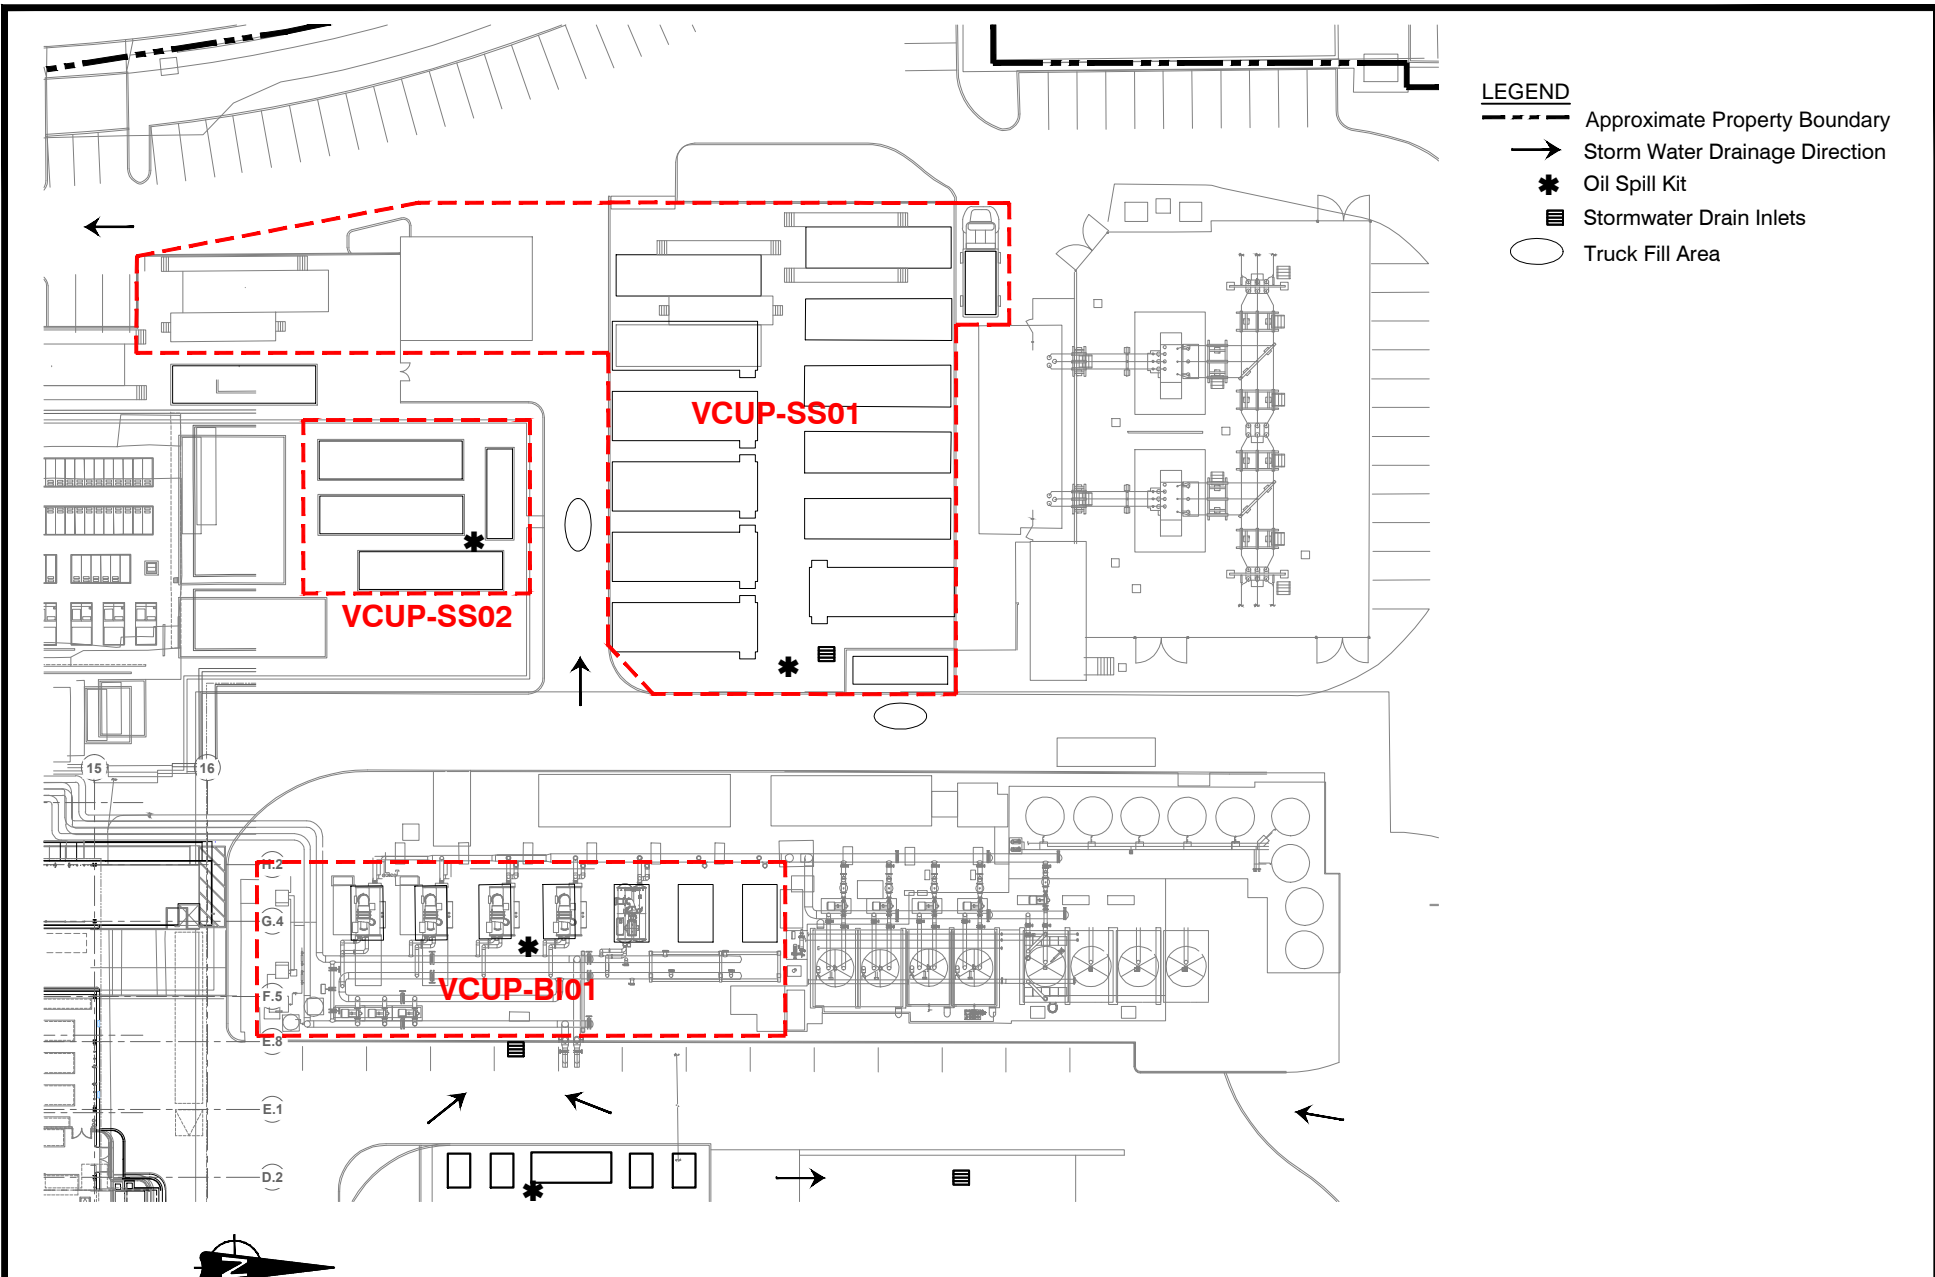 LEGEND
Approximate Property Boundary
Storm Water Drainage Direction
Oil Spill Kit
Stormwater Drain Inlets
Truck Fill Area
VCUP-SS01
VCUP-SS02
15
16
H.2
G.4
VCUP-BI01
F.5
E.8
E.1
D.2
N